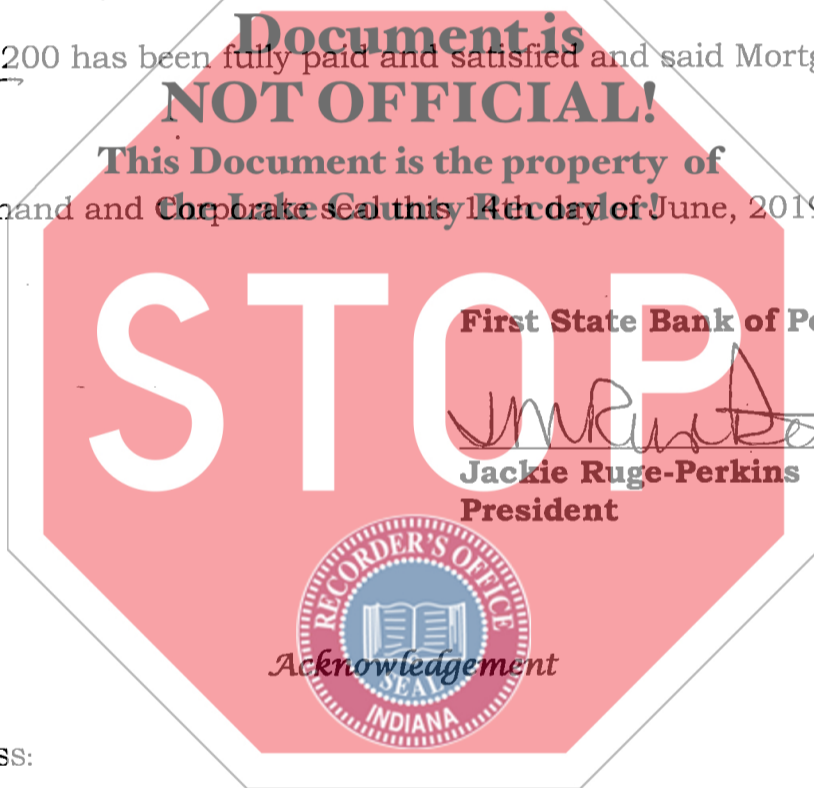 Document is
200 has been fully paid and satisfied and said Mortg
NOT OFFICIAL!
This Document is the property of
the Lake County Recorder!
hand and Corporate seal this 14th day of June, 2019
STOP
First State Bank of Po
Jackie Ruge-Perkins
President
RECORDER'S OFFICE
Acknowledgement
SEAL
INDIANA
SS: